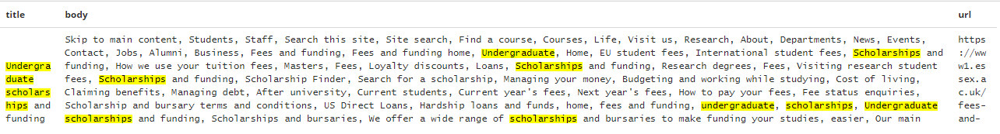 title body url
Skip to main content, Students, Staff, Search this site, Site search, Find a course, Courses, Life, Visit us, Research, About, Departments, News, Events, https
Contact, Jobs, Alumni, Business, Fees and funding, Fees and funding home, Undergraduate, Home, EU student fees, International student fees, Scholarships and ://ww
Undergra funding, How we use your tuition fees, Masters, Fees, Loyalty discounts, Loans, Scholarships and funding, Research degrees, Fees, Visiting research student w1.es
duate fees, Scholarships and funding, Scholarship Finder, Search for a scholarship, Managing your money, Budgeting and working while studying, Cost of living, sex.a
scholars Claiming benefits, Managing debt, After university, Current students, Current year's fees, Next year's fees, How to pay your fees, Fee status enquiries, c.uk/
hips and Scholarship and bursary terms and conditions, US Direct Loans, Hardship loans and funds, home, fees and funding, undergraduate, scholarships, Undergraduate fees-
funding scholarships and funding, Scholarships and bursaries, We offer a wide range of scholarships and bursaries to make funding your studies, easier, Our main and-